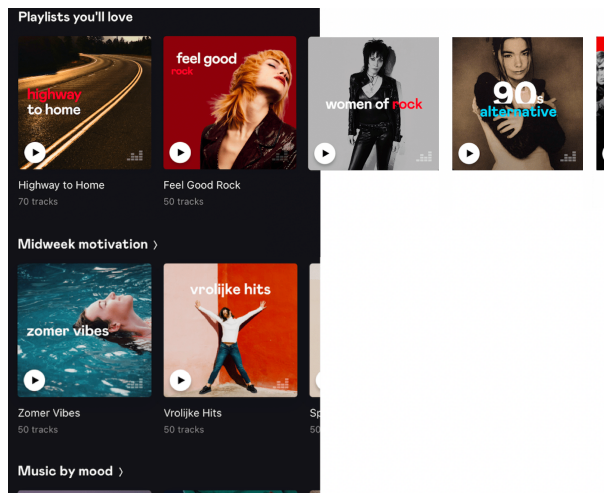 Playlists you'll love
highway
to home
feel good
rock
women of rock
90s
alternative
Highway to Home
Feel Good Rock
70 tracks
50 tracks
Midweek motivation
zomer vibes
vrolijke hits
Zomer Vibes
Vrolijke Hits
Sp
50 tracks
50 tracks
50
Music by mood